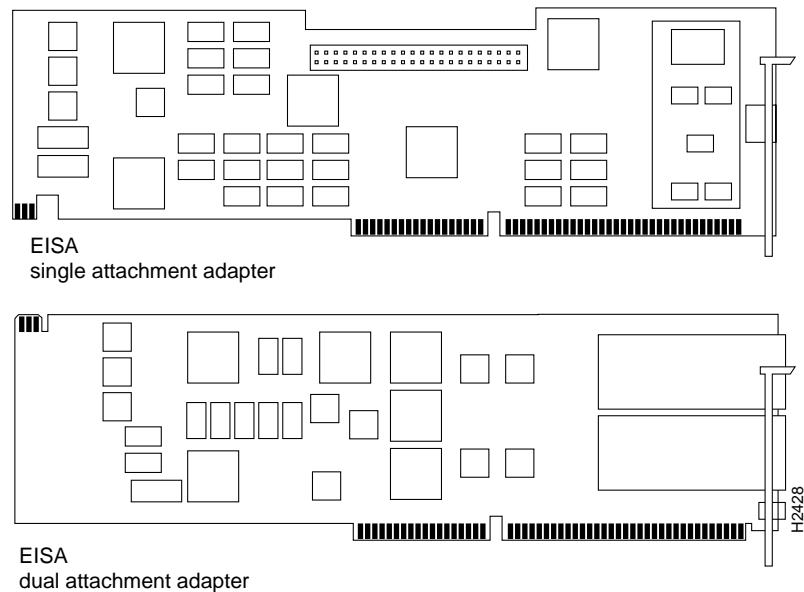 EISA
single attachment adapter
H2428
EISA
dual attachment adapter